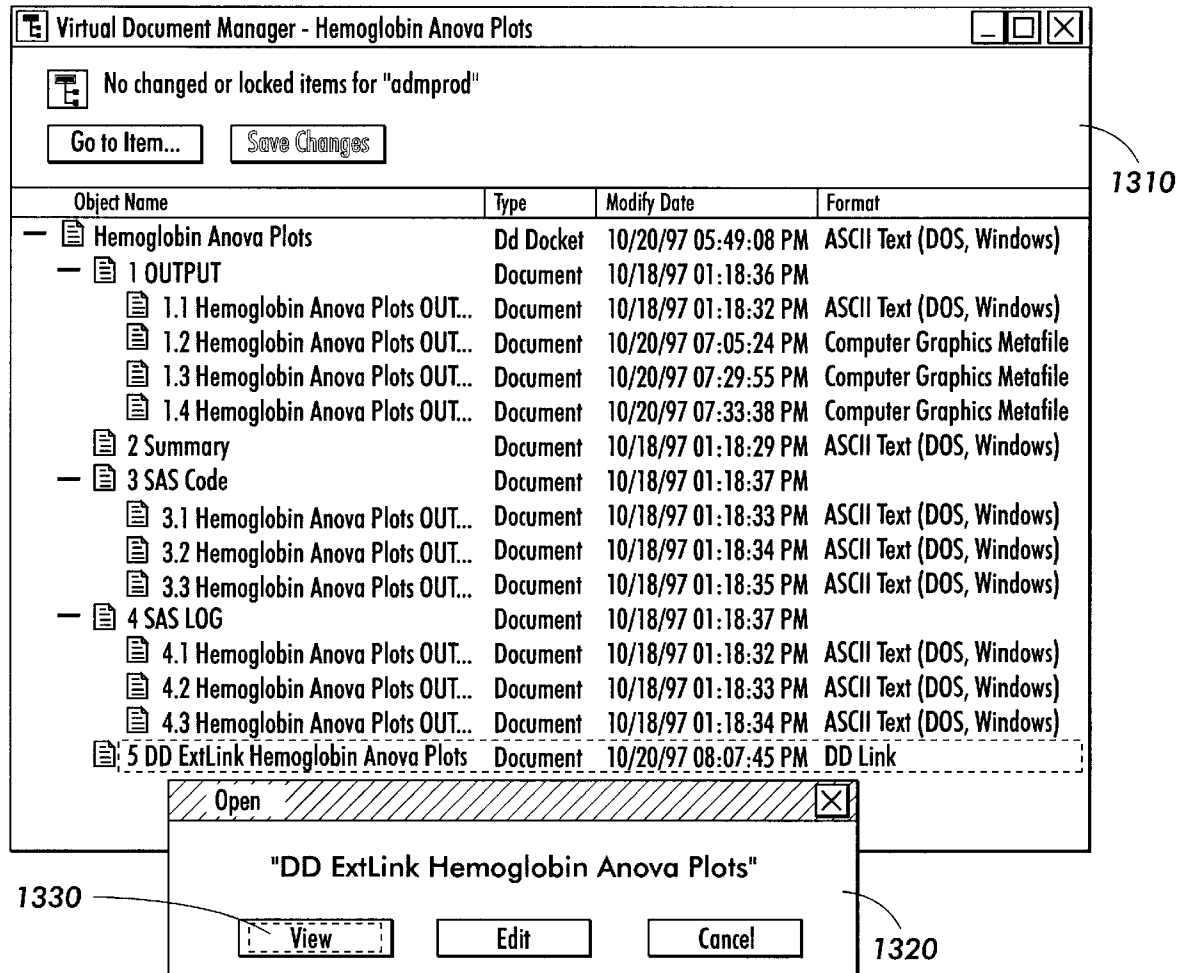 Virtual Document Manager - Hemoglobin Anova Plots
No changed or locked items for "admprod"
Go to Item... Save Changes
1310
Object Name Type Modify Date Format
Hemoglobin Anova Plots Dd Docket 10/20/97 05:49:08 PM ASCII Text (DOS, Windows)
1 OUTPUT Document 10/18/97 01:18:36 PM
1.1 Hemoglobin Anova Plots OUT... Document 10/18/97 01:18:32 PM ASCII Text (DOS, Windows)
1.2 Hemoglobin Anova Plots OUT... Document 10/20/97 07:05:24 PM Computer Graphics Metafile
1.3 Hemoglobin Anova Plots OUT... Document 10/20/97 07:29:55 PM Computer Graphics Metafile
1.4 Hemoglobin Anova Plots OUT... Document 10/20/97 07:33:38 PM Computer Graphics Metafile
2 Summary Document 10/18/97 01:18:29 PM ASCII Text (DOS, Windows)
3 SAS Code Document 10/18/97 01:18:37 PM
3.1 Hemoglobin Anova Plots OUT... Document 10/18/97 01:18:33 PM ASCII Text (DOS, Windows)
3.2 Hemoglobin Anova Plots OUT... Document 10/18/97 01:18:34 PM ASCII Text (DOS, Windows)
3.3 Hemoglobin Anova Plots OUT... Document 10/18/97 01:18:35 PM ASCII Text (DOS, Windows)
4 SAS LOG Document 10/18/97 01:18:37 PM
4.1 Hemoglobin Anova Plots OUT... Document 10/18/97 01:18:32 PM ASCII Text (DOS, Windows)
4.2 Hemoglobin Anova Plots OUT... Document 10/18/97 01:18:33 PM ASCII Text (DOS, Windows)
4.3 Hemoglobin Anova Plots OUT... Document 10/18/97 01:18:34 PM ASCII Text (DOS, Windows)
5 DD ExtLink Hemoglobin Anova Plots Document 10/20/97 08:07:45 PM DD Link
Open
"DD ExtLink Hemoglobin Anova Plots"
1330
View Edit Cancel
1320